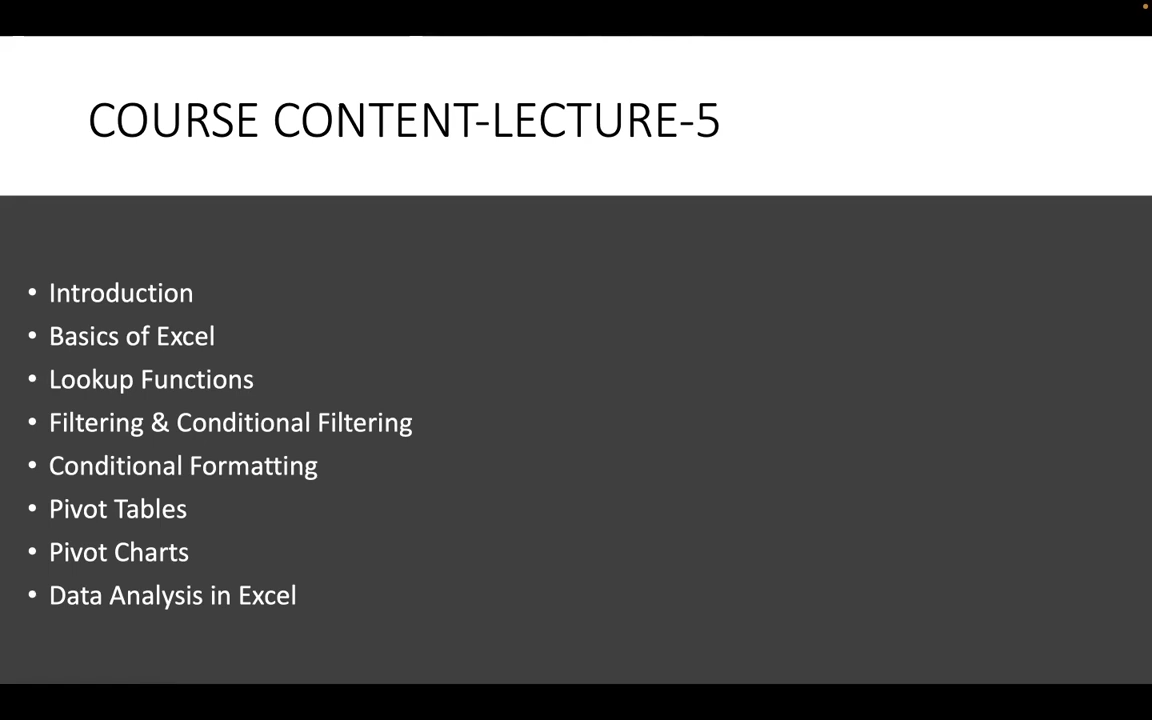 COURSE CONTENT-LECTURE-5
• Introduction
• Basics of Excel
• Lookup Functions
• Filtering & Conditional Filtering
• Conditional Formatting
• Pivot Tables
• Pivot Charts
• Data Analysis in Excel